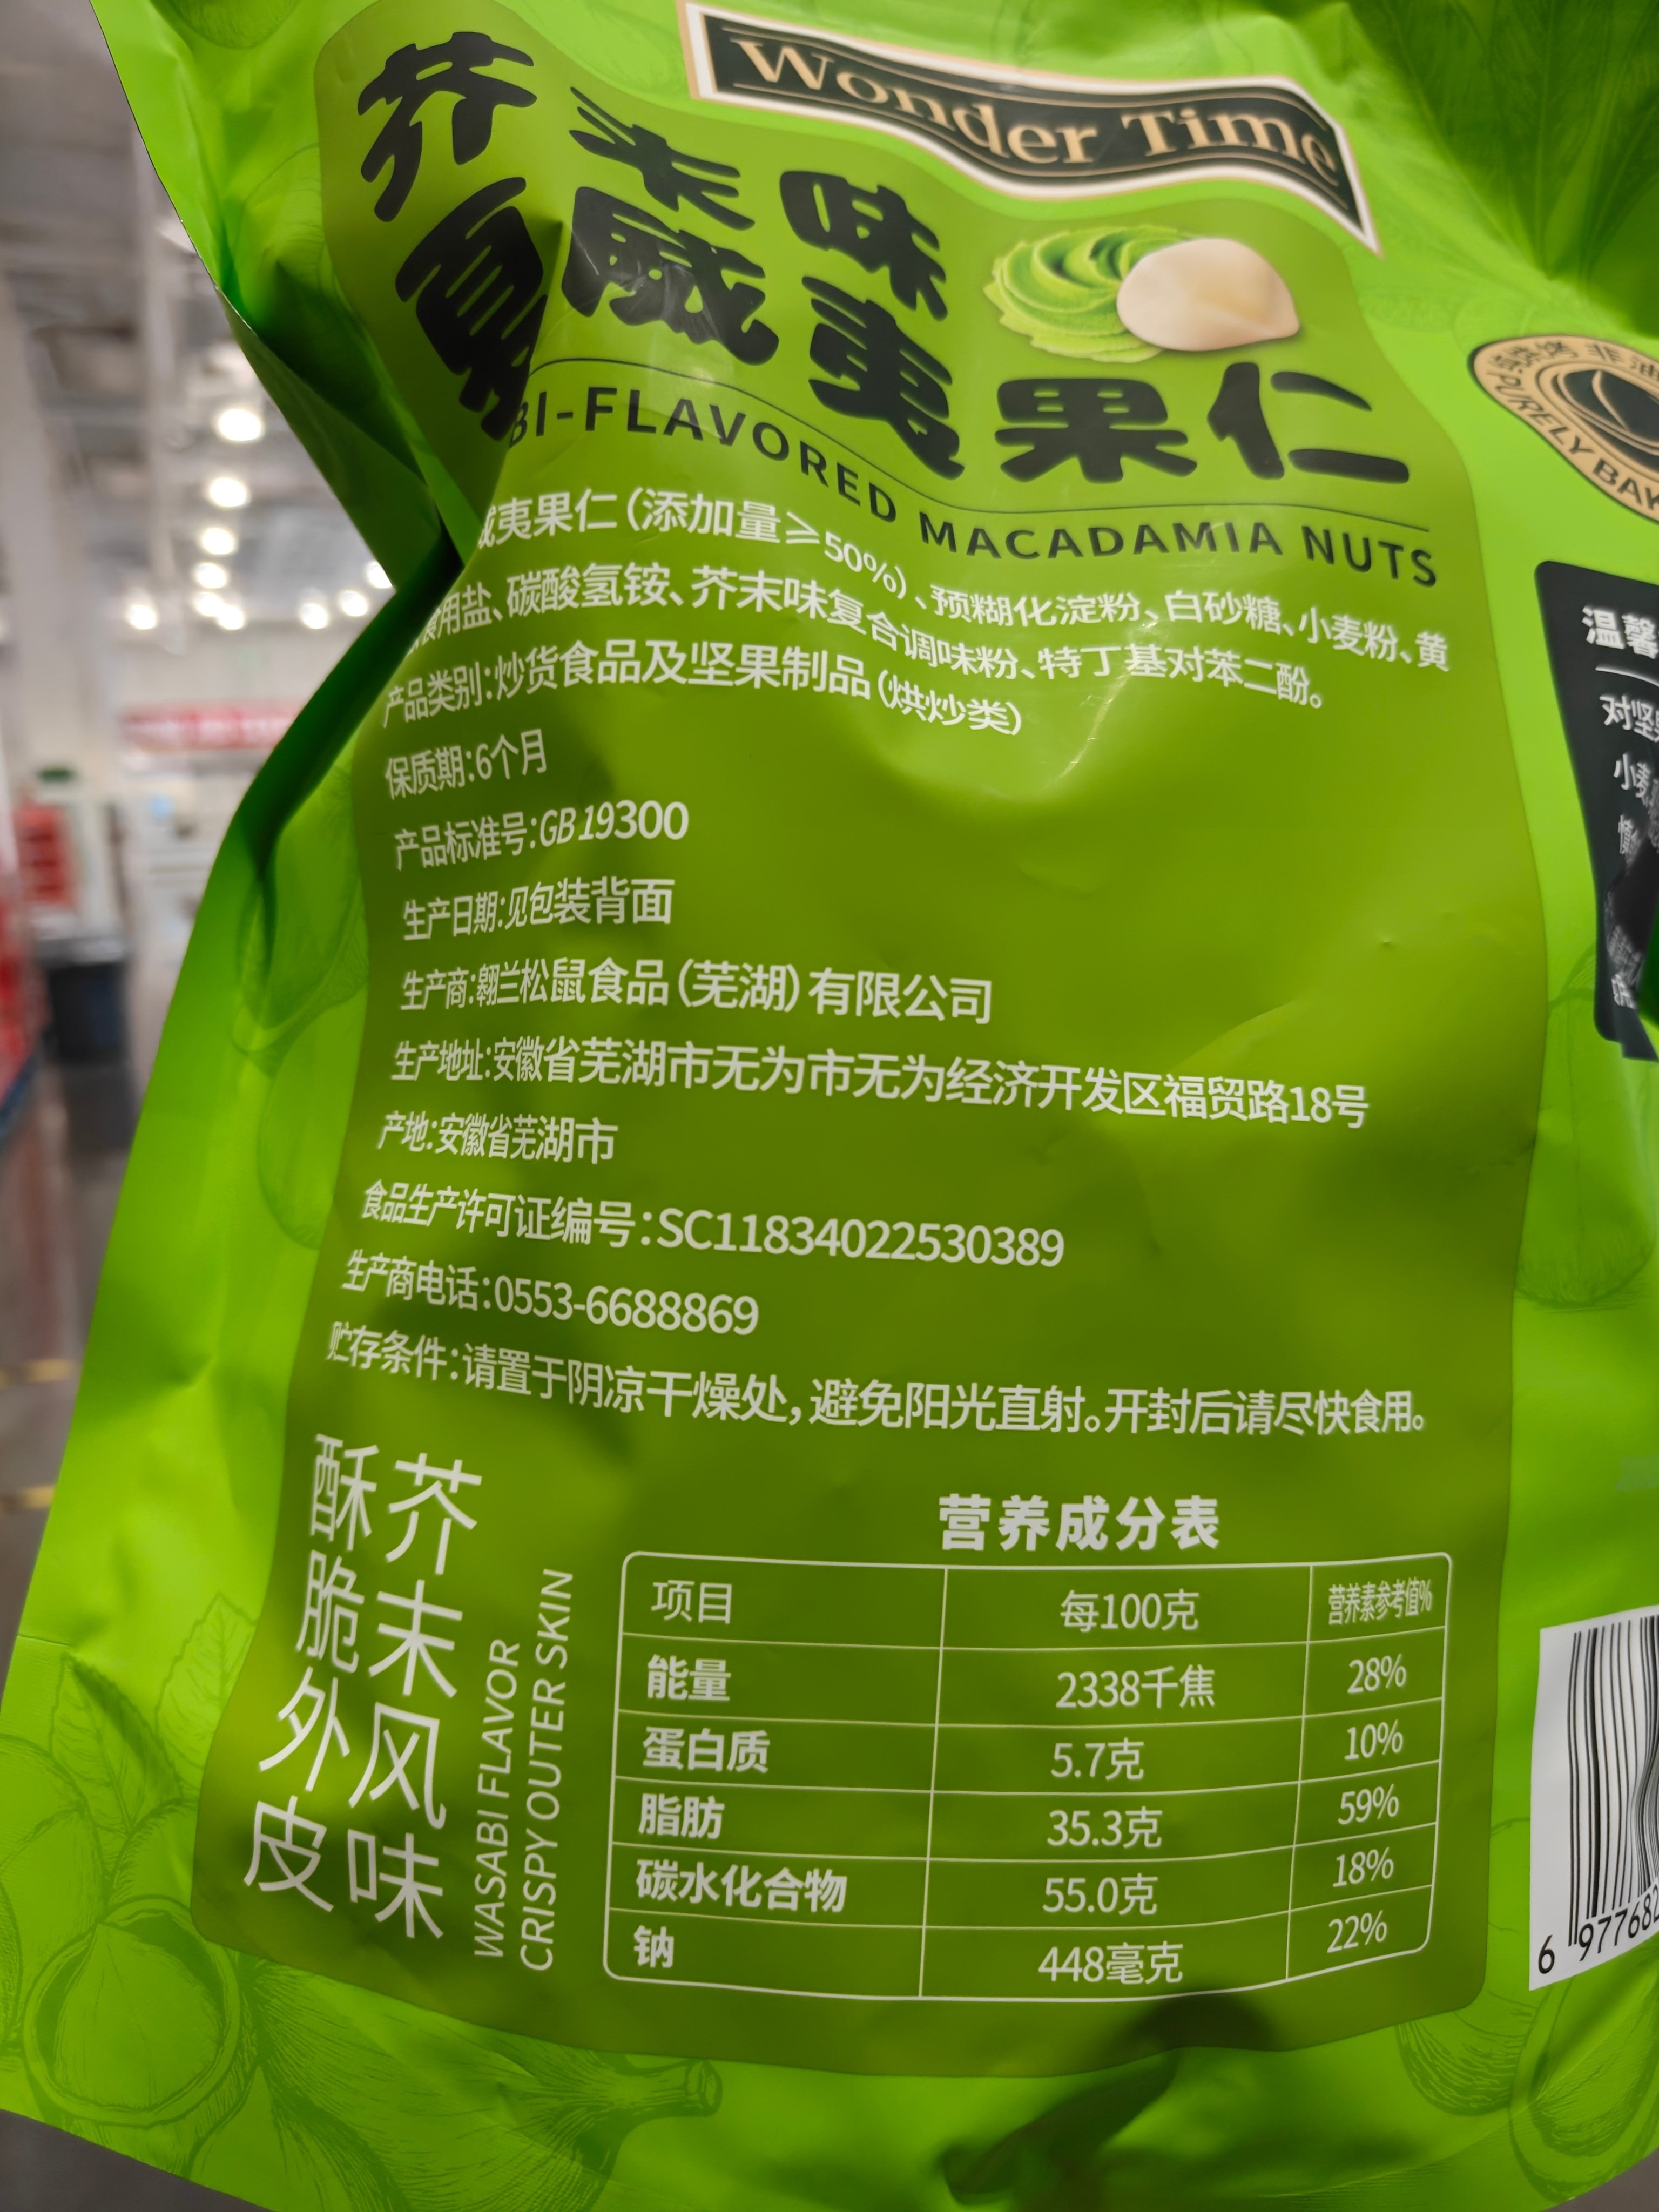 Wonder Time
芥末味
夏威夷果仁
BI-FLAVORED MACADAMIA NUTS
威夷果仁(添加量≥50%)、预糊化淀粉、白砂糖、小麦粉、黄
食用盐、碳酸氢铵、芥末味复合调味粉、特丁基对苯二酚。
产品类别:炒货食品及坚果制品(烘炒类)
保质期:6个月
产品标准号:GB 19300
生产日期:见包装背面
生产商:翱兰松鼠食品(芜湖)有限公司
生产地址:安徽省芜湖市无为市无为经济开发区福贸路18号
产地:安徽省芜湖市
食品生产许可证编号:SC11834022530389
生产商电话:0553-6688869
贮存条件:请置于阴凉干燥处,避免阳光直射。开封后请尽快食用。
芥末风味
酥脆外皮
WASABI FLAVOR
CRISPY OUTER SKIN
营养成分表
项目 每100克 营养素参考值%
能量 2338千焦 28%
蛋白质 5.7克 10%
脂肪 35.3克 59%
碳水化合物 55.0克 18%
钠 448毫克 22%
烘烤 非油
PURELY BAK
温馨
对坚
小麦
6 977682